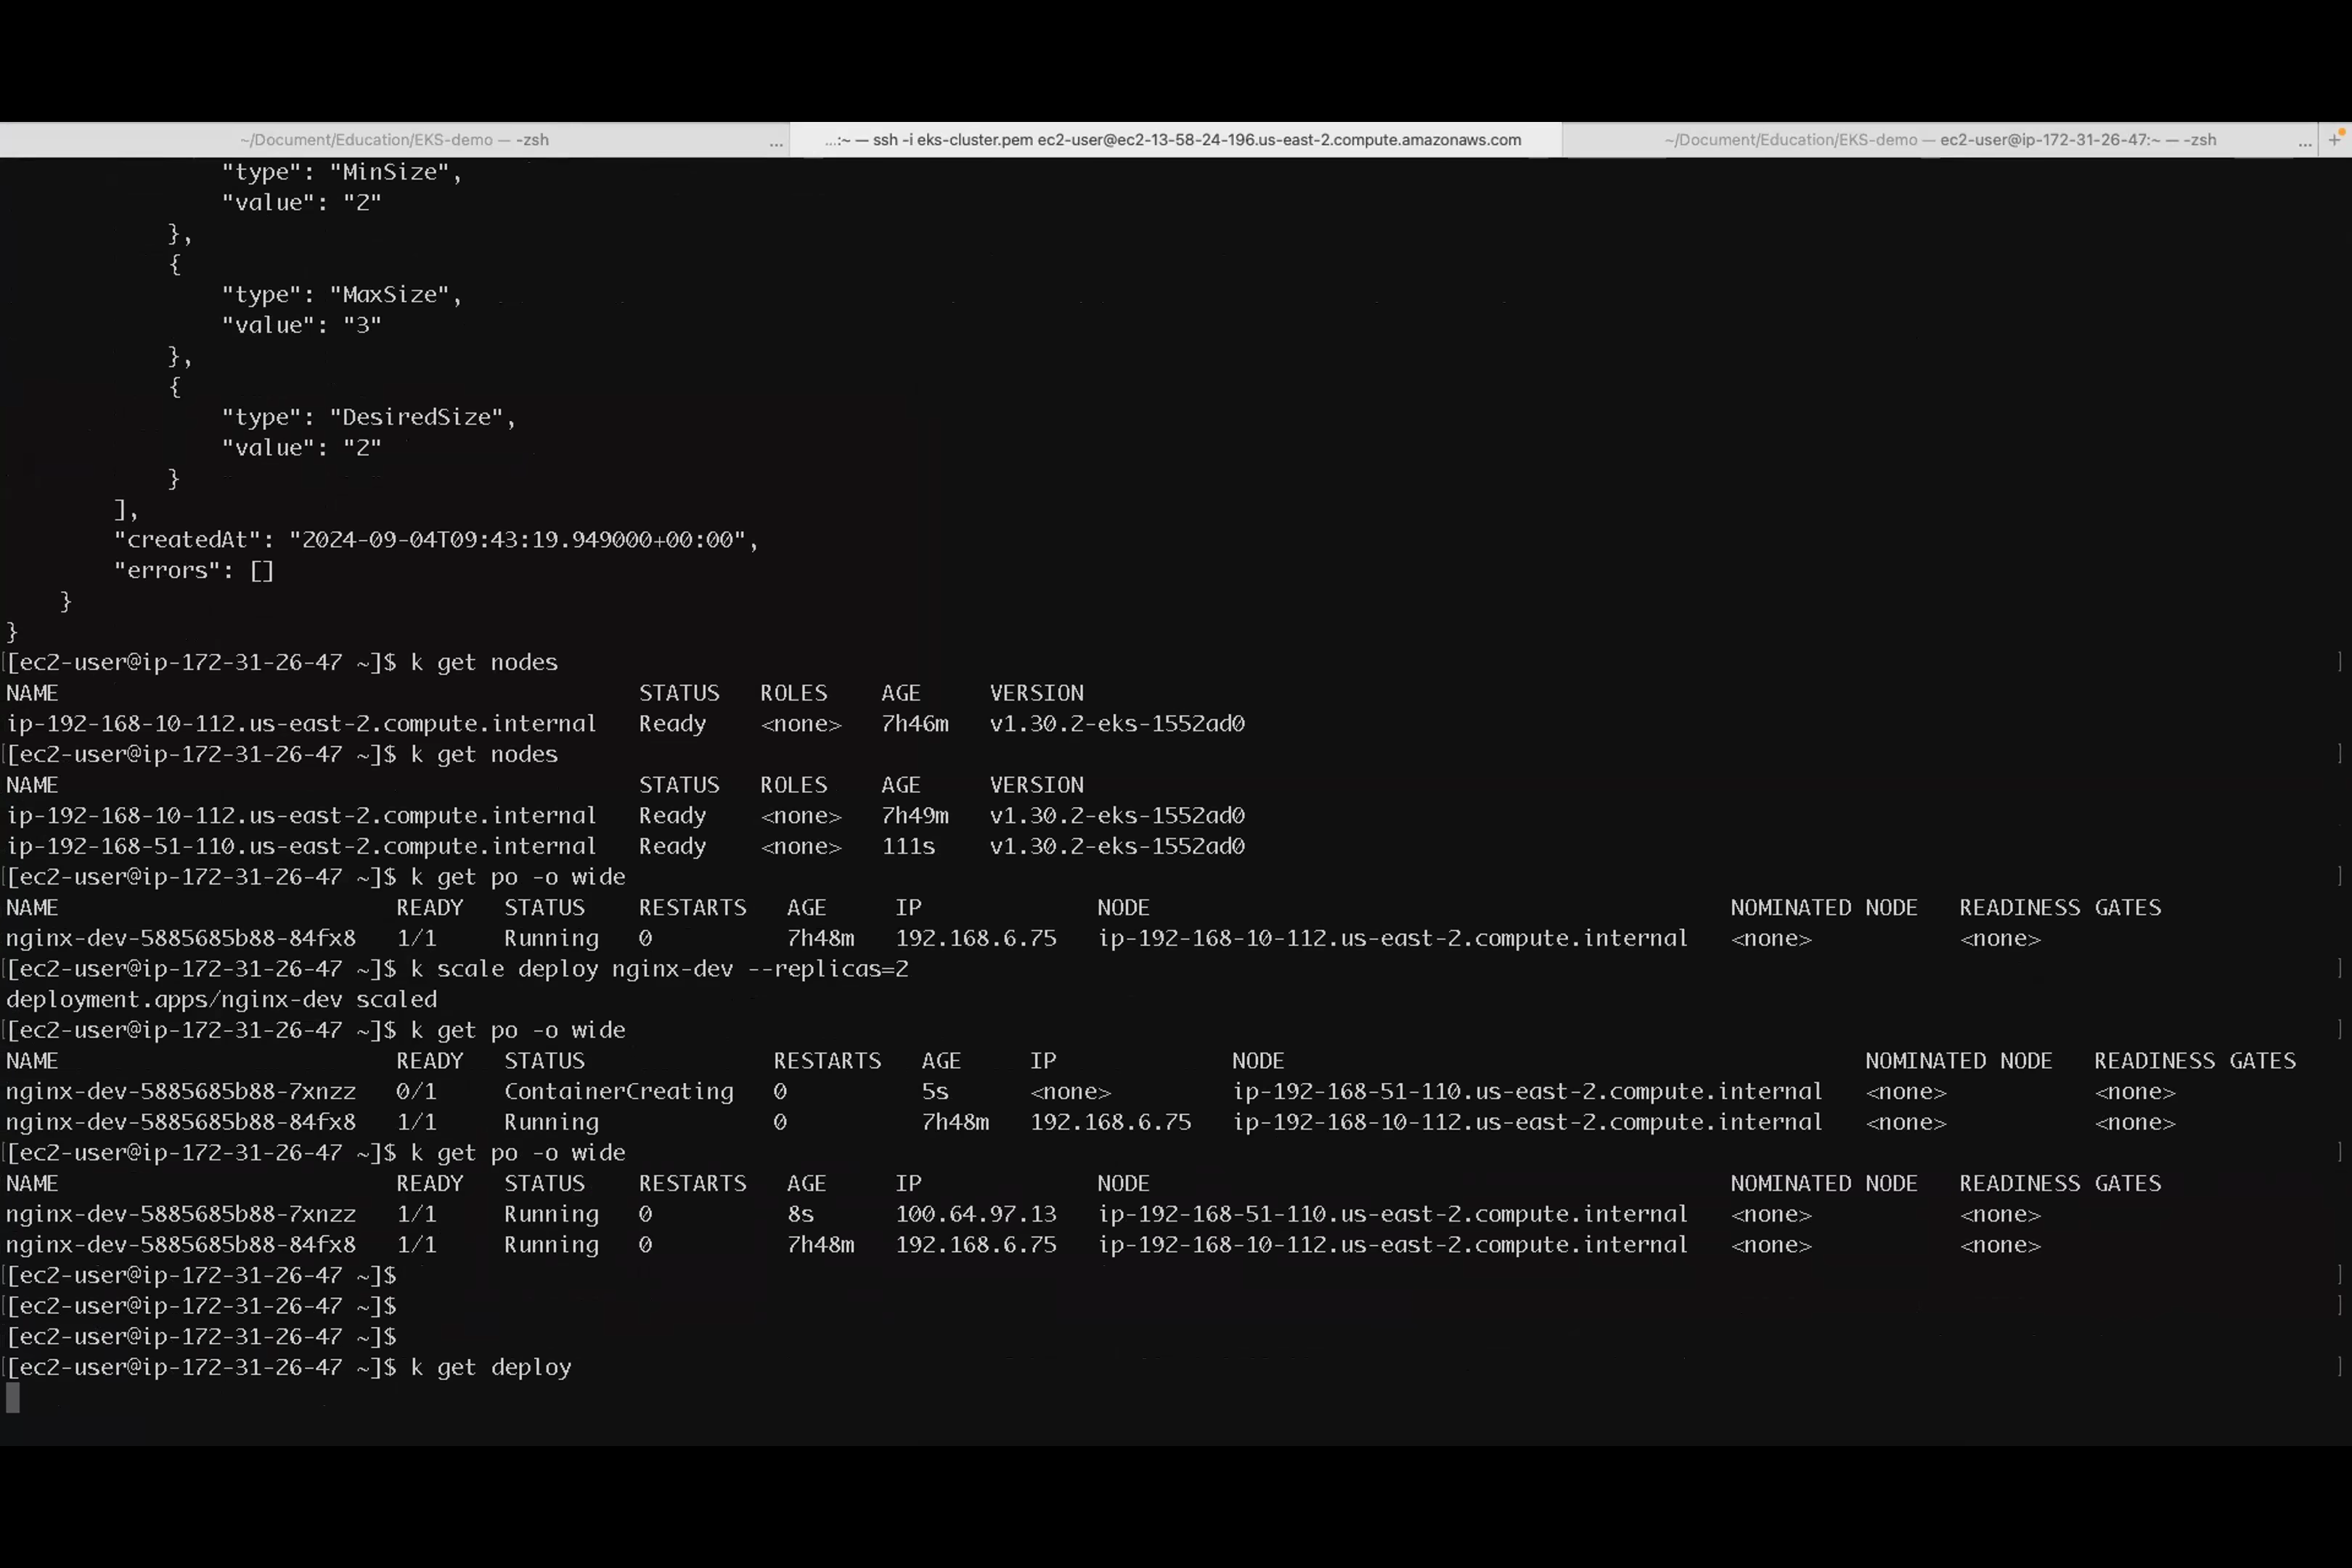 ~/Document/Education/EKS-demo — -zsh ... ...:~ — ssh -i eks-cluster.pem ec2-user@ec2-13-58-24-196.us-east-2.compute.amazonaws.com ~/Document/Education/EKS-demo — ec2-user@ip-172-31-26-47:~ — -zsh ... +
"type": "MinSize",
"value": "2"
},
{
"type": "MaxSize",
"value": "3"
},
{
"type": "DesiredSize",
"value": "2"
}
],
"createdAt": "2024-09-04T09:43:19.949000+00:00",
"errors": []
}
}
[[ec2-user@ip-172-31-26-47 ~]$ k get nodes ]
NAME STATUS ROLES AGE VERSION
ip-192-168-10-112.us-east-2.compute.internal Ready <none> 7h46m v1.30.2-eks-1552ad0
[[ec2-user@ip-172-31-26-47 ~]$ k get nodes ]
NAME STATUS ROLES AGE VERSION
ip-192-168-10-112.us-east-2.compute.internal Ready <none> 7h49m v1.30.2-eks-1552ad0
ip-192-168-51-110.us-east-2.compute.internal Ready <none> 111s v1.30.2-eks-1552ad0
[[ec2-user@ip-172-31-26-47 ~]$ k get po -o wide ]
NAME READY STATUS RESTARTS AGE IP NODE NOMINATED NODE READINESS GATES
nginx-dev-5885685b88-84fx8 1/1 Running 0 7h48m 192.168.6.75 ip-192-168-10-112.us-east-2.compute.internal <none> <none>
[[ec2-user@ip-172-31-26-47 ~]$ k scale deploy nginx-dev --replicas=2 ]
deployment.apps/nginx-dev scaled
[[ec2-user@ip-172-31-26-47 ~]$ k get po -o wide ]
NAME READY STATUS RESTARTS AGE IP NODE NOMINATED NODE READINESS GATES
nginx-dev-5885685b88-7xnzz 0/1 ContainerCreating 0 5s <none> ip-192-168-51-110.us-east-2.compute.internal <none> <none>
nginx-dev-5885685b88-84fx8 1/1 Running 0 7h48m 192.168.6.75 ip-192-168-10-112.us-east-2.compute.internal <none> <none>
[[ec2-user@ip-172-31-26-47 ~]$ k get po -o wide ]
NAME READY STATUS RESTARTS AGE IP NODE NOMINATED NODE READINESS GATES
nginx-dev-5885685b88-7xnzz 1/1 Running 0 8s 100.64.97.13 ip-192-168-51-110.us-east-2.compute.internal <none> <none>
nginx-dev-5885685b88-84fx8 1/1 Running 0 7h48m 192.168.6.75 ip-192-168-10-112.us-east-2.compute.internal <none> <none>
[[ec2-user@ip-172-31-26-47 ~]$ ]
[[ec2-user@ip-172-31-26-47 ~]$ ]
[ec2-user@ip-172-31-26-47 ~]$
[[ec2-user@ip-172-31-26-47 ~]$ k get deploy ]